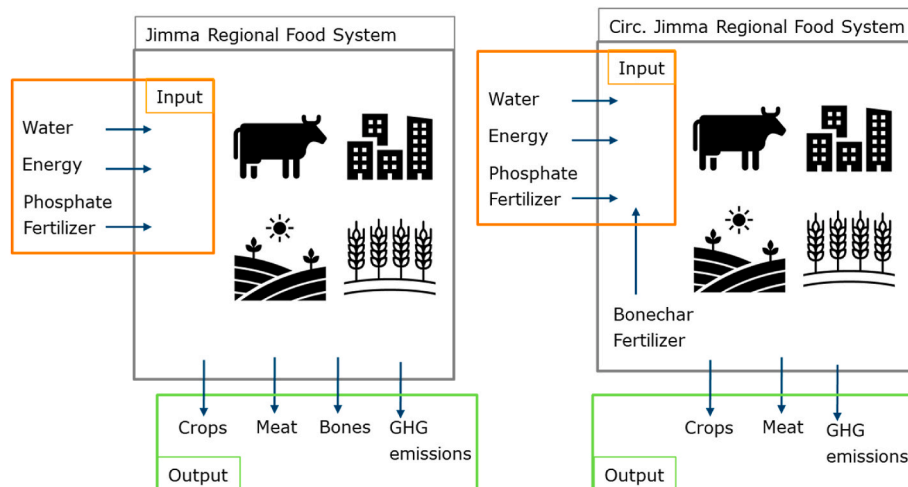 Jimma Regional Food System
Input
Water
Energy
Phosphate
Fertilizer
Crops
Meat
Bones
GHG
emissions
Output
Circ. Jimma Regional Food System
Input
Water
Energy
Phosphate
Fertilizer
Bonechar
Fertilizer
Crops
Meat
GHG
emissions
Output